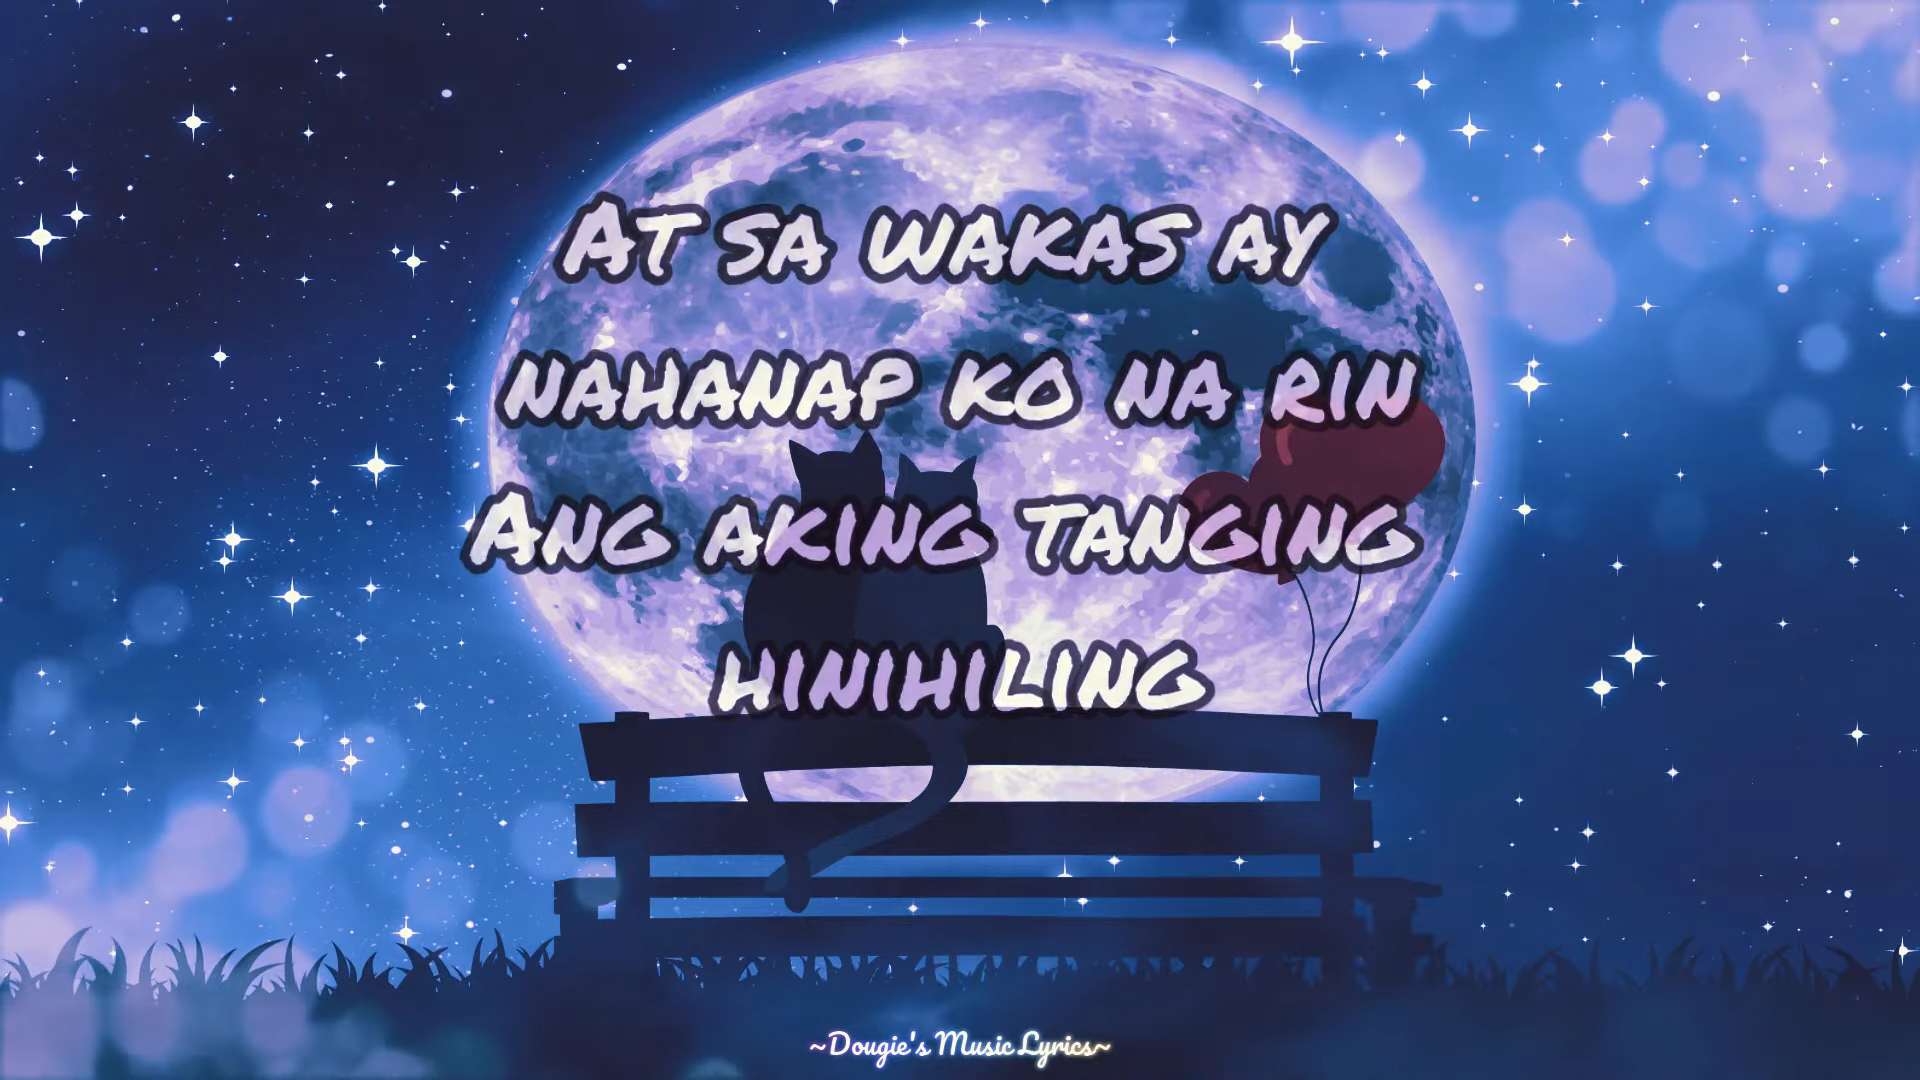 At sa wakas ay
nahanap ko na rin
Ang aking tanging
hinihiling
~Dougie's Music Lyrics~